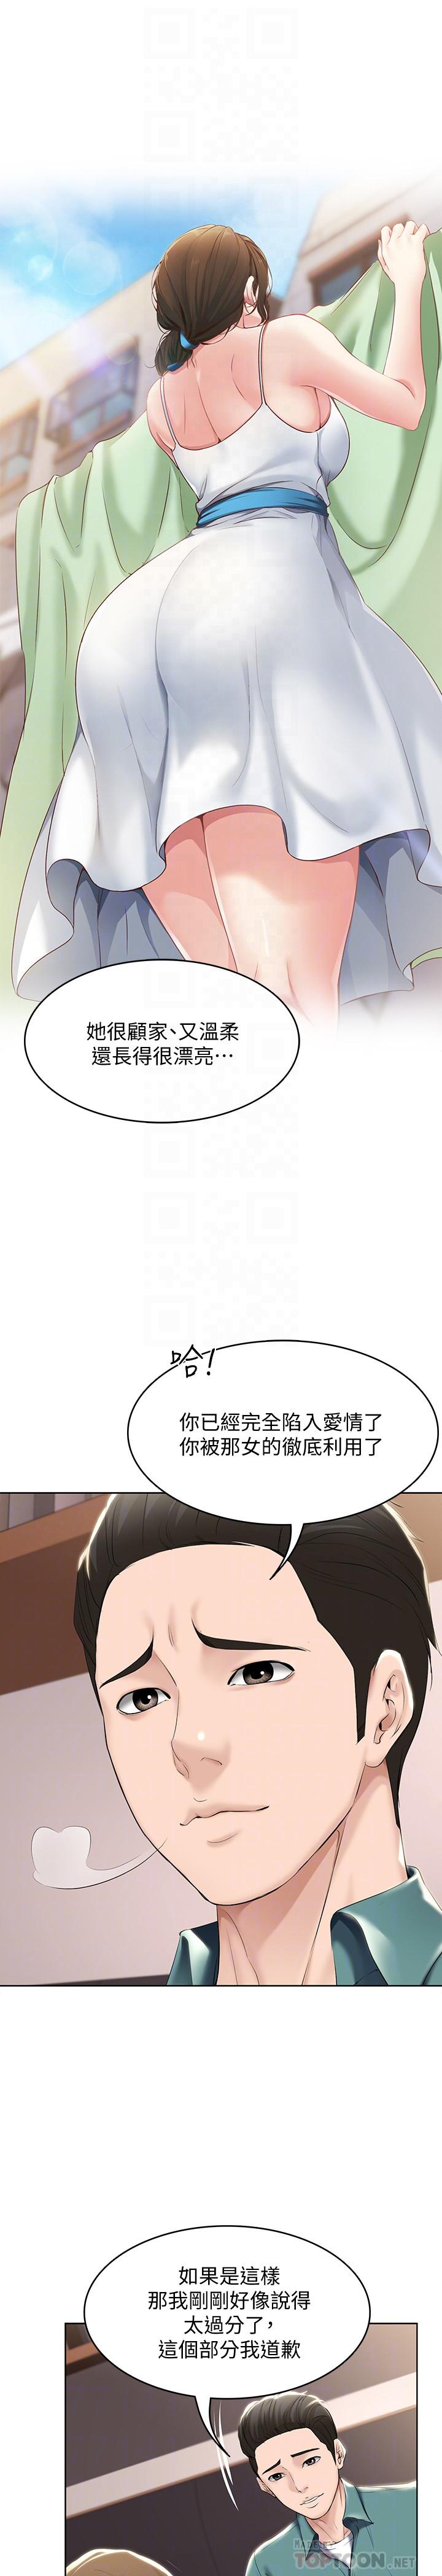 她很顧家、又溫柔
還長得很漂亮…
哈!
你已經完全陷入愛情了
你被那女的徹底利用了
如果是這樣
那我剛剛好像說得
太過分了,
這個部分我道歉
TOPTOON.NET